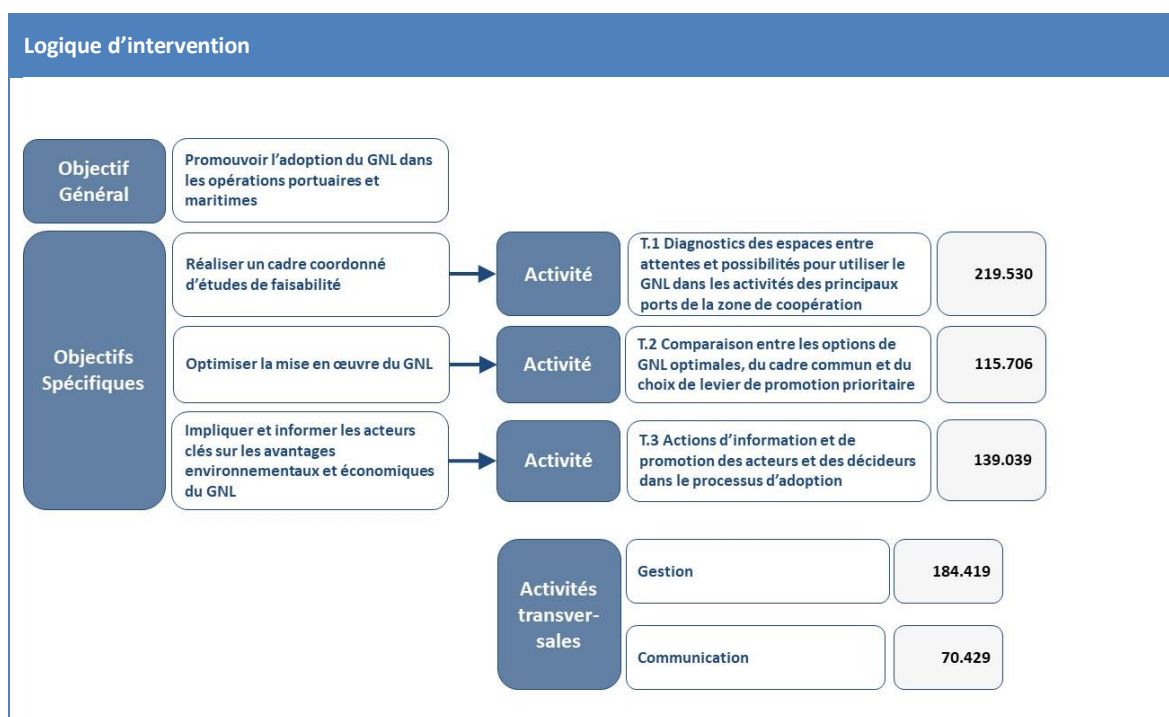 Logique d’intervention
Objectif
Général
Promouvoir l’adoption du GNL dans
les opérations portuaires et
maritimes
Objectifs
Spécifiques
Réaliser un cadre coordonné
d’études de faisabilité
Activité
T.1 Diagnostics des espaces entre
attentes et possibilités pour utiliser le
GNL dans les activités des principaux
ports de la zone de coopération
219.530
Optimiser la mise en œuvre du GNL
Activité
T.2 Comparaison entre les options de
GNL optimales, du cadre commun et du
choix de levier de promotion prioritaire
115.706
Impliquer et informer les acteurs
clés sur les avantages
environnementaux et économiques
du GNL
Activité
T.3 Actions d’information et de
promotion des acteurs et des décideurs
dans le processus d’adoption
139.039
Activités
transver-
sales
Gestion
184.419
Communication
70.429